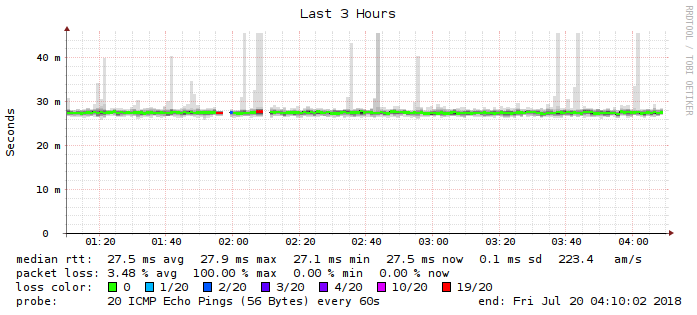 Last 3 Hours
RRDTOOL / TOBI OETIKER
Seconds
40 m
30 m
20 m
10 m
0
01:20 01:40 02:00 02:20 02:40 03:00 03:20 03:40 04:00
median rtt: 27.5 ms avg 27.9 ms max 27.1 ms min 27.5 ms now 0.1 ms sd 223.4 am/s
packet loss: 3.48 % avg 100.00 % max 0.00 % min 0.00 % now
loss color: 0 1/20 2/20 3/20 4/20 10/20 19/20
probe: 20 ICMP Echo Pings (56 Bytes) every 60s end: Fri Jul 20 04:10:02 2018